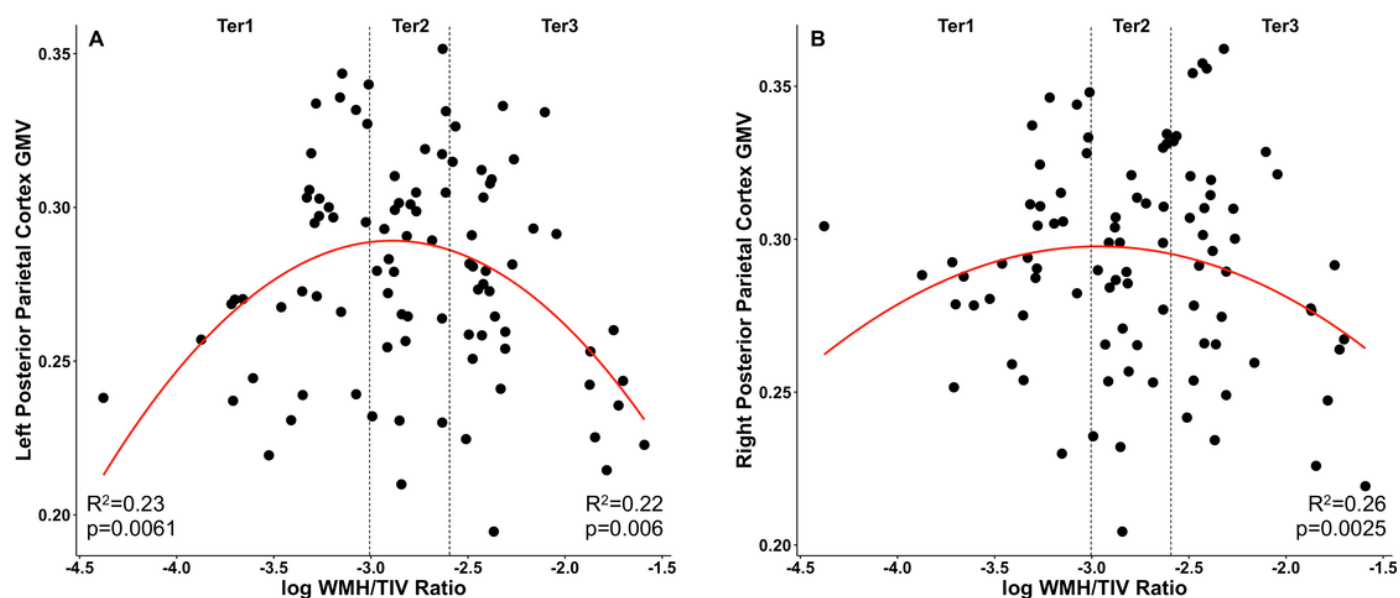 A
Ter1
Ter2
Ter3
Left Posterior Parietal Cortex GMV
0.35
0.30
0.25
0.20
R²=0.23
p=0.0061
R²=0.22
p=0.006
-4.5
-4.0
-3.5
-3.0
-2.5
-2.0
-1.5
log WMH/TIV Ratio
B
Ter1
Ter2
Ter3
Right Posterior Parietal Cortex GMV
0.35
0.30
0.25
0.20
R²=0.26
p=0.0025
-4.5
-4.0
-3.5
-3.0
-2.5
-2.0
-1.5
log WMH/TIV Ratio